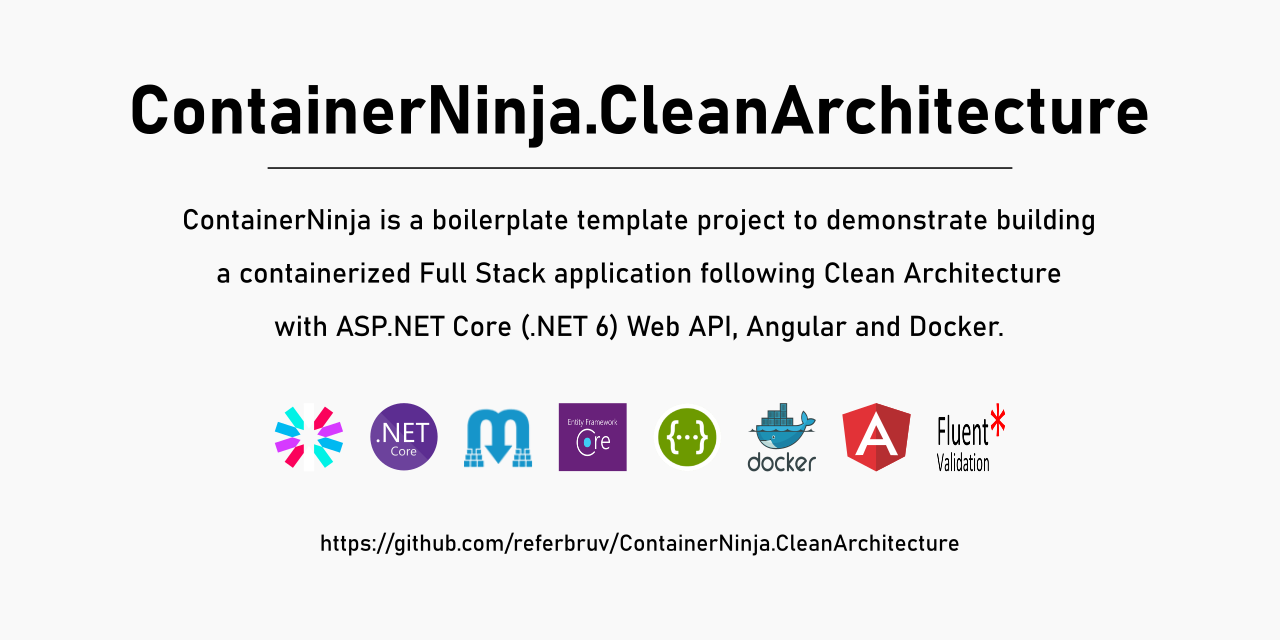 ContainerNinja.CleanArchitecture
ContainerNinja is a boilerplate template project to demonstrate building
a containerized Full Stack application following Clean Architecture
with ASP.NET Core (.NET 6) Web API, Angular and Docker.
.NET
Core
Entity Framework
Core
{...}
docker
A
Fluent*
Validation
https://github.com/referbruv/ContainerNinja.CleanArchitecture